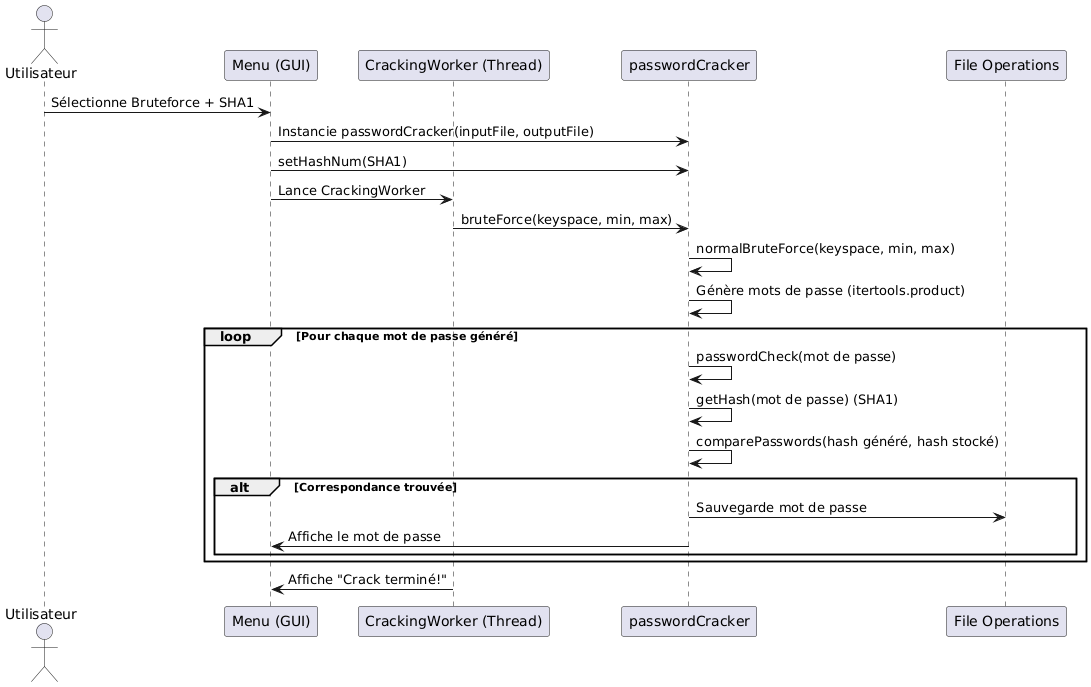 Utilisateur
Menu (GUI)
CrackingWorker (Thread)
passwordCracker
File Operations
Sélectionne Bruteforce + SHA1
Instancie passwordCracker(inputFile, outputFile)
setHashNum(SHA1)
Lance CrackingWorker
bruteForce(keyspace, min, max)
normalBruteForce(keyspace, min, max)
Génère mots de passe (itertools.product)
loop
[Pour chaque mot de passe généré]
passwordCheck(mot de passe)
getHash(mot de passe) (SHA1)
comparePasswords(hash généré, hash stocké)
alt
[Correspondance trouvée]
Sauvegarde mot de passe
Affiche le mot de passe
Affiche "Crack terminé!"
Utilisateur
Menu (GUI)
CrackingWorker (Thread)
passwordCracker
File Operations